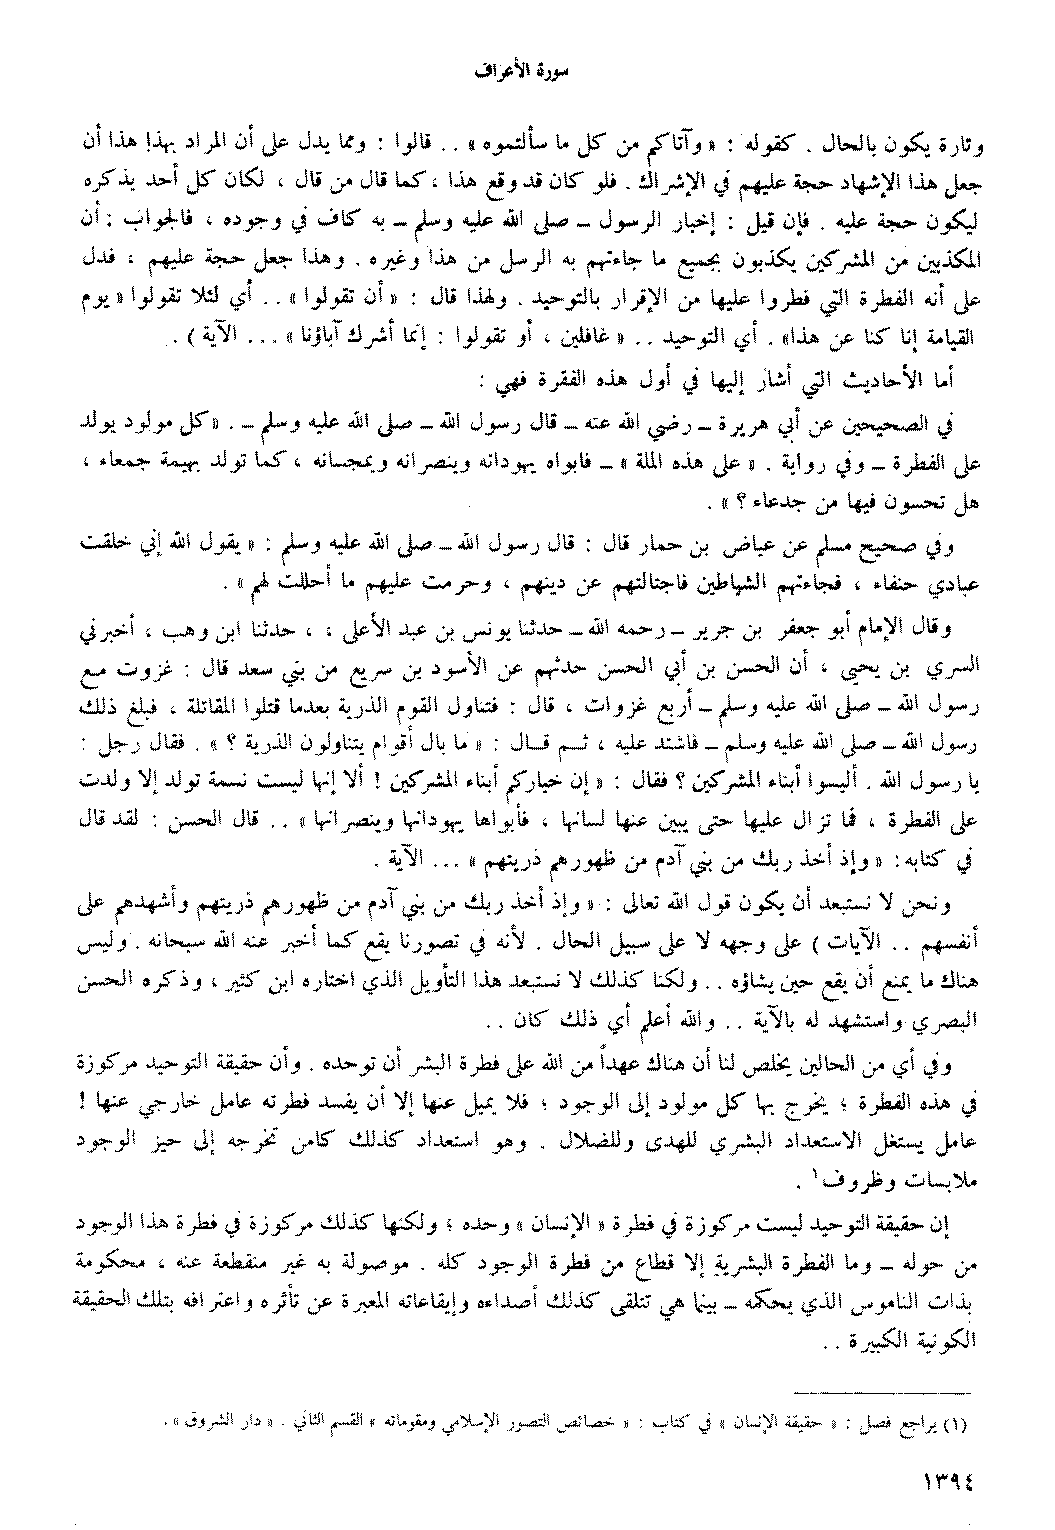 سورة الأعراف
وتارة يكون بالحال . كقوله : « وآتاكم من كل ما سألتموه » .. قالوا : ومما يدل على أن المراد بهذا هذا أن
جعل هذا الإشهاد حجة عليهم في الإشراك . فلو كان قد وقع هذا ، كما قال من قال ، لكان كل أحد يذكره
ليكون حجة عليه . فإن قيل : إخبار الرسول – صلى الله عليه وسلم – به كاف في وجوده ، فالجواب : أن
المكذبين من المشركين يكذبون بجميع ما جاءتهم به الرسل من هذا وغيره . وهذا جعل حجة عليهم ، فدل
على أنه الفطرة التي فطروا عليها من الإقرار بالتوحيد . ولهذا قال : « أن تقولوا » .. أي لئلا تقولوا « يوم
القيامة إنا كنا عن هذا» . أي التوحيد .. « غافلين ، أو تقولوا : إنما أشرك آباؤنا » ... الآية ) .
أما الأحاديث التي أشار إليها في أول هذه الفقرة فهي :
في الصحيحين عن أبي هريرة – رضي الله عنه – قال رسول الله – صلى الله عليه وسلم – . «كل مولود يولد
على الفطرة – وفي رواية . « على هذه الملة » – فابواه يهودانه وينصرانه ويمجسانه ، كما تولد بهيمة جمعاء ،
هل تحسون فيها من جدعاء ؟ » .
وفي صحيح مسلم عن عياض بن حمار قال : قال رسول الله – صلى الله عليه وسلم : « يقول الله إني خلقت
عبادي حنفاء ، فجاءتهم الشياطين فاجتالتهم عن دينهم ، وحرمت عليهم ما أحللت لهم » .
وقال الإمام أبو جعفر بن جرير – رحمه الله – حدثنا يونس بن عبد الأعلى ، ، حدثنا ابن وهب ، أخبرني
السري بن يحيى ، أن الحسن بن أبي الحسن حدثهم عن الأسود بن سريع من بني سعد قال : غزوت مع
رسول الله – صلى الله عليه وسلم – أربع غزوات ، قال : فتناول القوم الذرية بعدما قتلوا المقاتلة ، فبلغ ذلك
رسول الله – صلى الله عليه وسلم – فاشتد عليه ، ثم قال : « ما بال أقوام يتناولون الذرية ؟ » . فقال رجل :
يا رسول الله . أليسوا أبناء المشركين ؟ فقال : « إن خياركم أبناء المشركين ! ألا إنها ليست نسمة تولد إلا ولدت
على الفطرة ، فما تزال عليها حتى يبين عنها لسانها ، فأبواها يهودانها وينصرانها » .. قال الحسن : لقد قال
في كتابه: « وإذ أخذ ربك من بني آدم من ظهورهم ذريتهم » ... الآية .
ونحن لا نستبعد أن يكون قول الله تعالى : « وإذ أخذ ربك من بني آدم من ظهورهم ذريتهم وأشهدهم على
أنفسهم .. الآيات ) على وجهه لا على سبيل الحال . لأنه في تصورنا يقع كما أخبر عنه الله سبحانه . وليس
هناك ما يمنع أن يقع حين يشاؤه .. ولكنا كذلك لا نستبعد هذا التأويل الذي اختاره ابن كثير ، وذكره الحسن
البصري واستشهد له بالآية .. والله أعلم أي ذلك كان ..
وفي أي من الحالين يخلص لنا أن هناك عهداً من الله على فطرة البشر أن توحده . وأن حقيقة التوحيد مركوزة
في هذه الفطرة ؛ يخرج بها كل مولود إلى الوجود ؛ فلا يميل عنها إلا أن يفسد فطرته عامل خارجي عنها !
عامل يستغل الاستعداد البشري للهدى وللضلال . وهو استعداد كذلك كامن تخرجه إلى حيز الوجود
ملابسات وظروف١ .
إن حقيقة التوحيد ليست مركوزة في فطرة « الإنسان » وحده ؛ ولكنها كذلك مركوزة في فطرة هذا الوجود
من حوله – وما الفطرة البشرية إلا قطاع من فطرة الوجود كله . موصولة به غير منقطعة عنه ، محكومة
بذات الناموس الذي يحكمه – بينما هي تتلقى كذلك أصداءه وإيقاعاته المعبرة عن تأثره واعترافه بتلك الحقيقة
الكونية الكبيرة ..
(١) يراجع فصل : « حقيقة الإنسان » في كتاب : « خصائص التصور الإسلامي ومقوماته » القسم الثاني . « دار الشروق » .
١٣٩٤